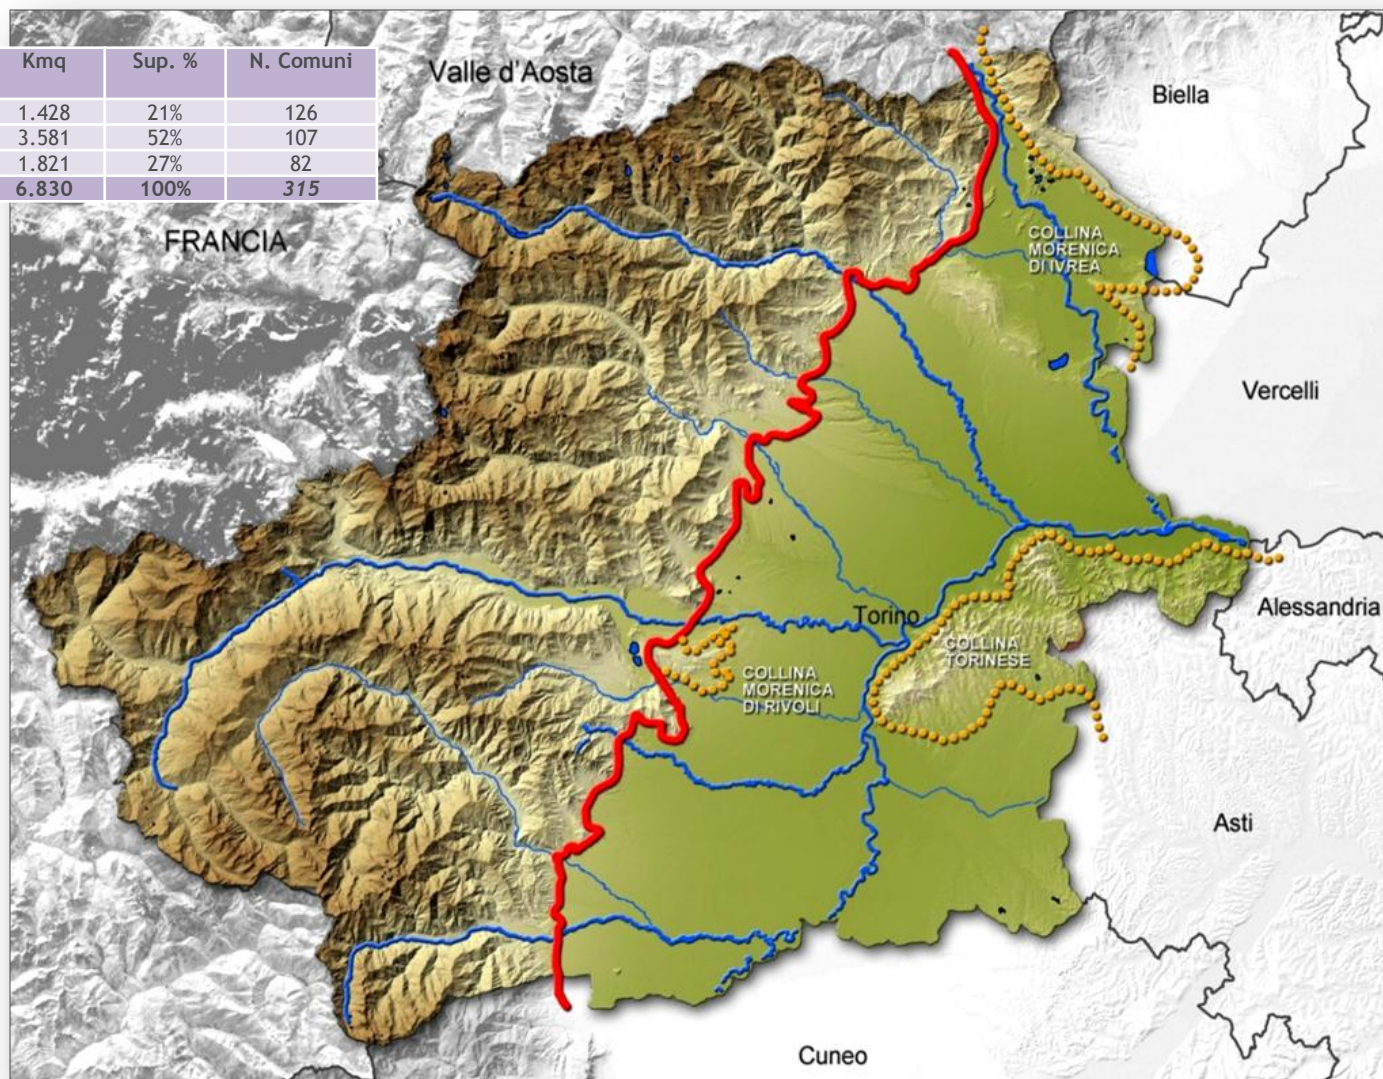 Kmq Sup. % N. Comuni
1.428 21% 126
3.581 52% 107
1.821 27% 82
6.830 100% 315
Valle d'Aosta
Biella
FRANCIA
COLLINA
MORENICA
DI IVREA
Vercelli
Torino
Alessandria
COLLINA
TORINESE
COLLINA
MORENICA
DI RIVOLI
Asti
Cuneo